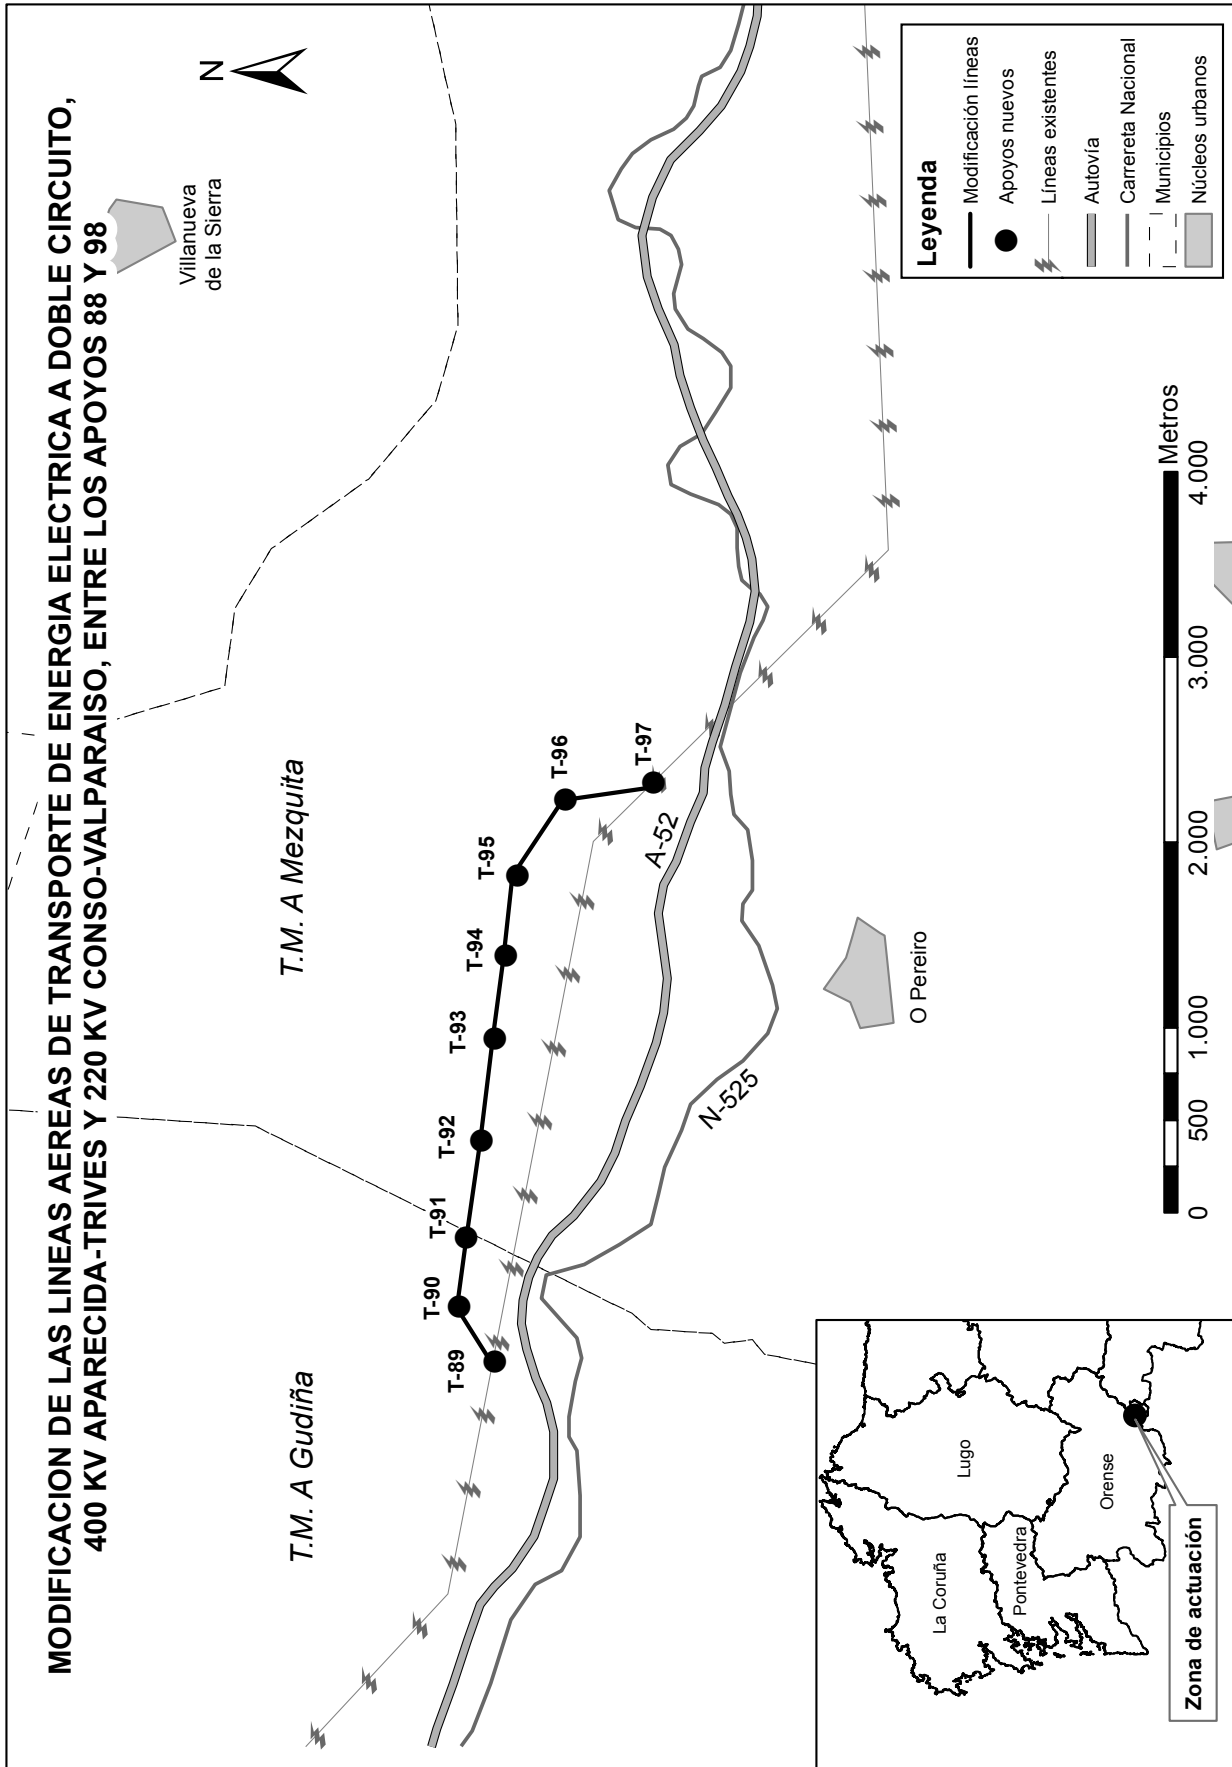 MODIFICACION DE LAS LINEAS AEREAS DE TRANSPORTE DE ENERGIA ELECTRICA A DOBLE CIRCUITO,
400 KV APARECIDA-TRIVES Y 220 KV CONSO-VALPARAISO, ENTRE LOS APOYOS 88 Y 98
N
Villanueva
de la Sierra
T.M. A Gudiña
T.M. A Mezquita
T-89
T-90
T-91
T-92
T-93
T-94
T-95
T-96
T-97
A-52
N-525
O Pereiro
Leyenda
Modificación líneas
Apoyos nuevos
Líneas existentes
Autovía
Carrereta Nacional
Municipios
Núcleos urbanos
La Coruña
Lugo
Pontevedra
Orense
Zona de actuación
Metros
0 500 1.000 2.000 3.000 4.000